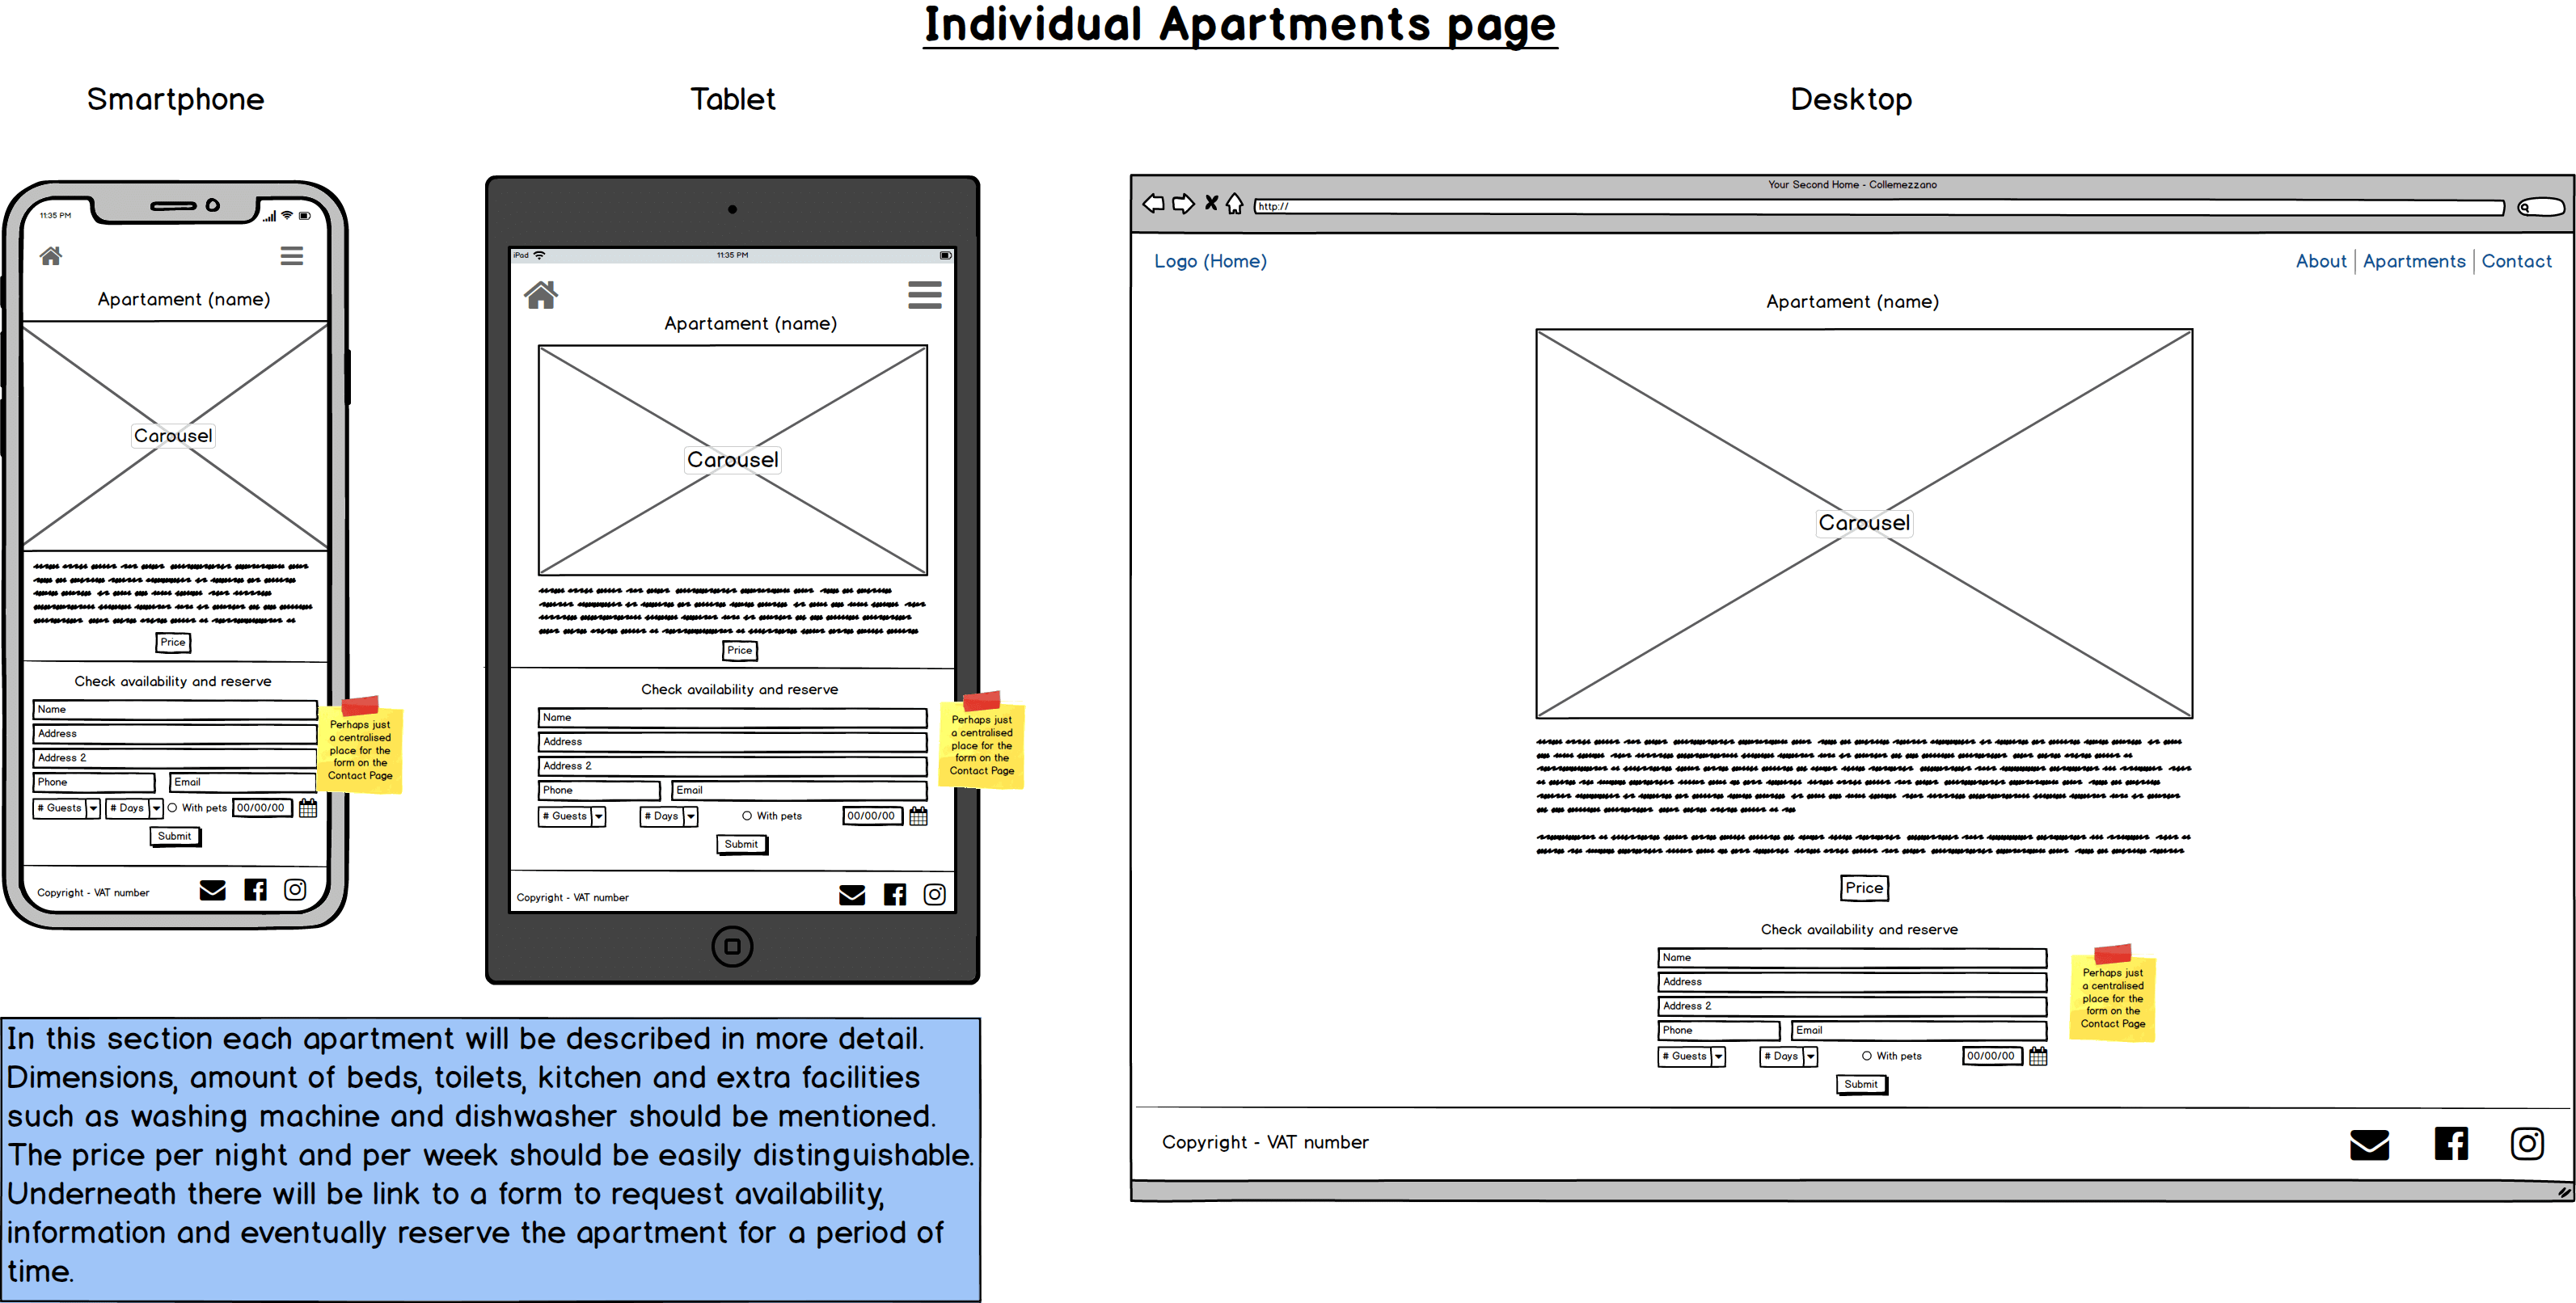 Individual Apartments page
Smartphone
Tablet
Desktop
11:35 PM
Apartament (name)
Carousel
Price
Check availability and reserve
Name
Address
Address 2
Phone
Email
# Guests
# Days
With pets
00/00/00
Submit
Copyright - VAT number
Perhaps just
a centralised
place for the
form on the
Contact Page
iPad
11:35 PM
Apartament (name)
Carousel
Price
Check availability and reserve
Name
Address
Address 2
Phone
Email
# Guests
# Days
With pets
00/00/00
Submit
Copyright - VAT number
Perhaps just
a centralised
place for the
form on the
Contact Page
Your Second Home - Collemezzano
http://
Logo (Home)
About
Apartments
Contact
Apartament (name)
Carousel
Price
Check availability and reserve
Name
Address
Address 2
Phone
Email
# Guests
# Days
With pets
00/00/00
Submit
Perhaps just
a centralised
place for the
form on the
Contact Page
Copyright - VAT number
In this section each apartment will be described in more detail.
Dimensions, amount of beds, toilets, kitchen and extra facilities
such as washing machine and dishwasher should be mentioned.
The price per night and per week should be easily distinguishable.
Underneath there will be link to a form to request availability,
information and eventually reserve the apartment for a period of
time.